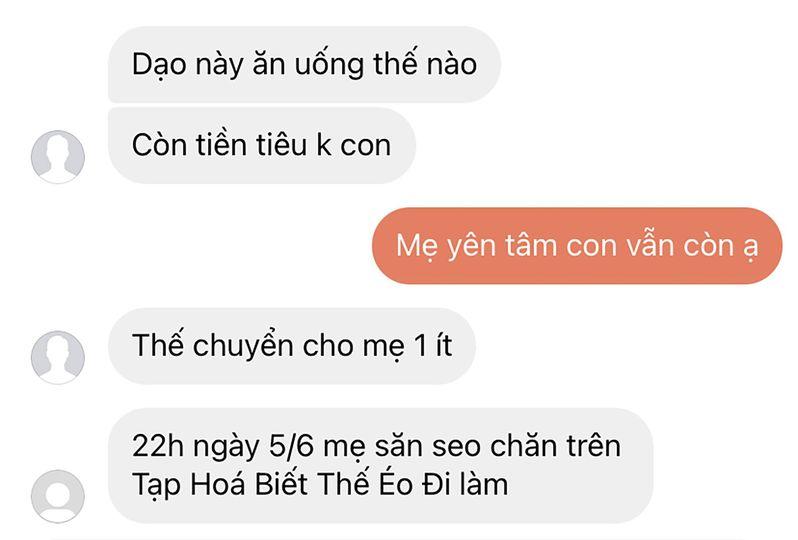 Dạo này ăn uống thế nào
Còn tiền tiêu k con
Mẹ yên tâm con vẫn còn ạ
Thế chuyển cho mẹ 1 ít
22h ngày 5/6 mẹ săn seo chăn trên
Tạp Hoá Biết Thế Éo Đi làm